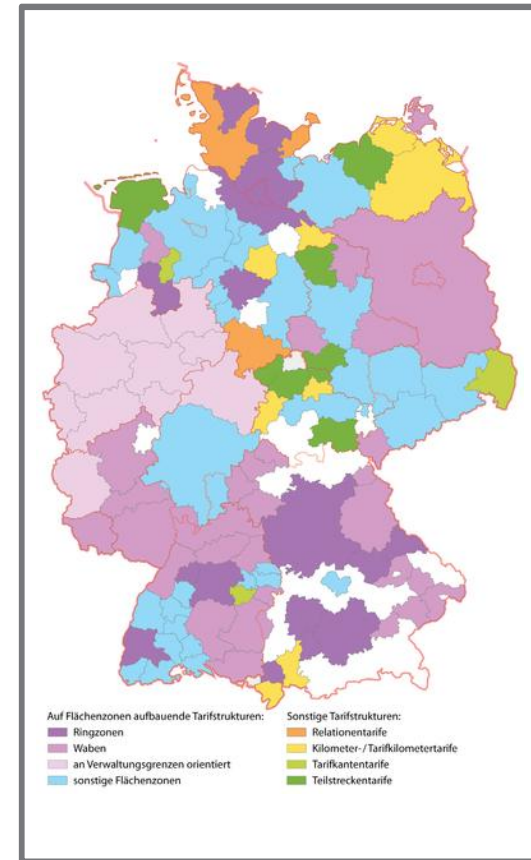 Auf Flächenzonen aufbauende Tarifstrukturen:
Ringzonen
Waben
an Verwaltungsgrenzen orientiert
sonstige Flächenzonen
Sonstige Tarifstrukturen:
Relationentarife
Kilometer-/Tarifkilometertarife
Tarifkantentarife
Teilstreckentarife